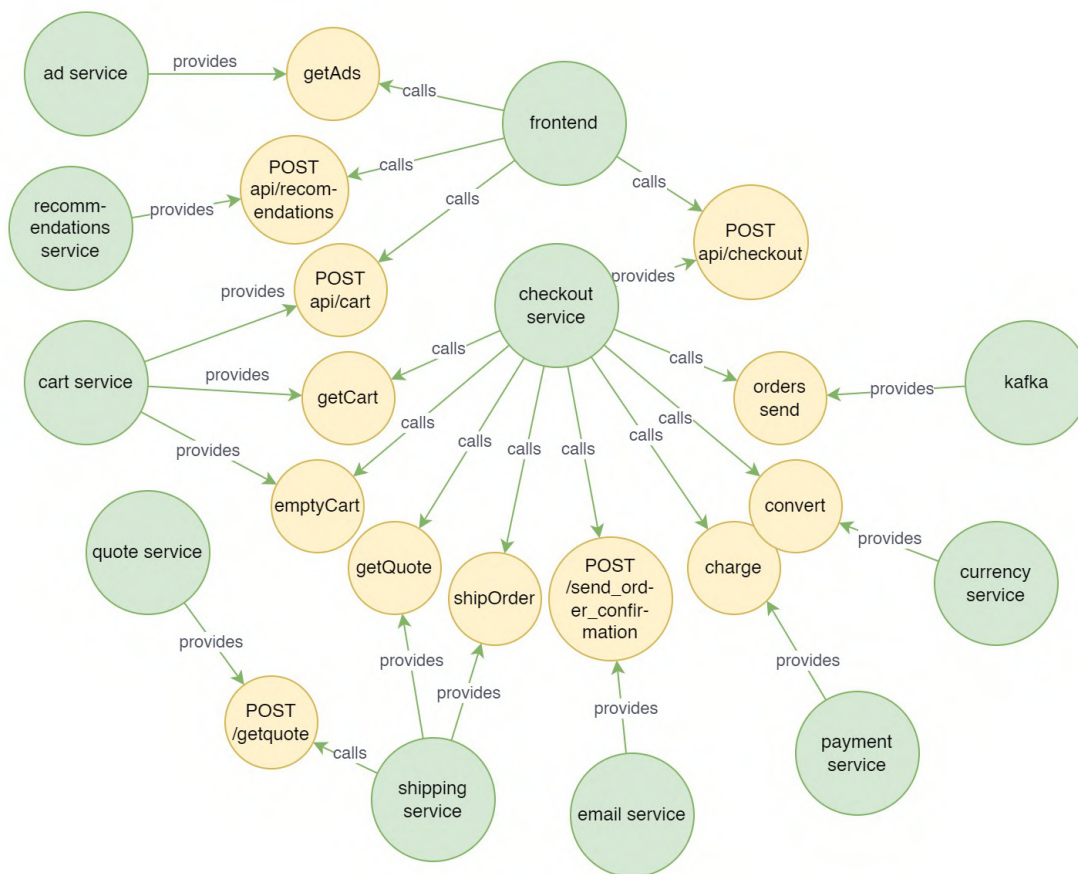 ad service
provides
getAds
calls
frontend
POST
api/recom-
endations
calls
calls
calls
recomm-
endations
service
provides
POST
api/checkout
provides
POST
api/cart
provides
checkout
service
cart service
provides
getCart
calls
calls
orders
send
provides
kafka
provides
emptyCart
calls
calls
calls
calls
calls
calls
convert
quote service
getQuote
shipOrder
POST
/send_ord-
er_confir-
mation
charge
provides
currency
service
provides
provides
provides
provides
provides
POST
/getquote
calls
shipping
service
email service
payment
service